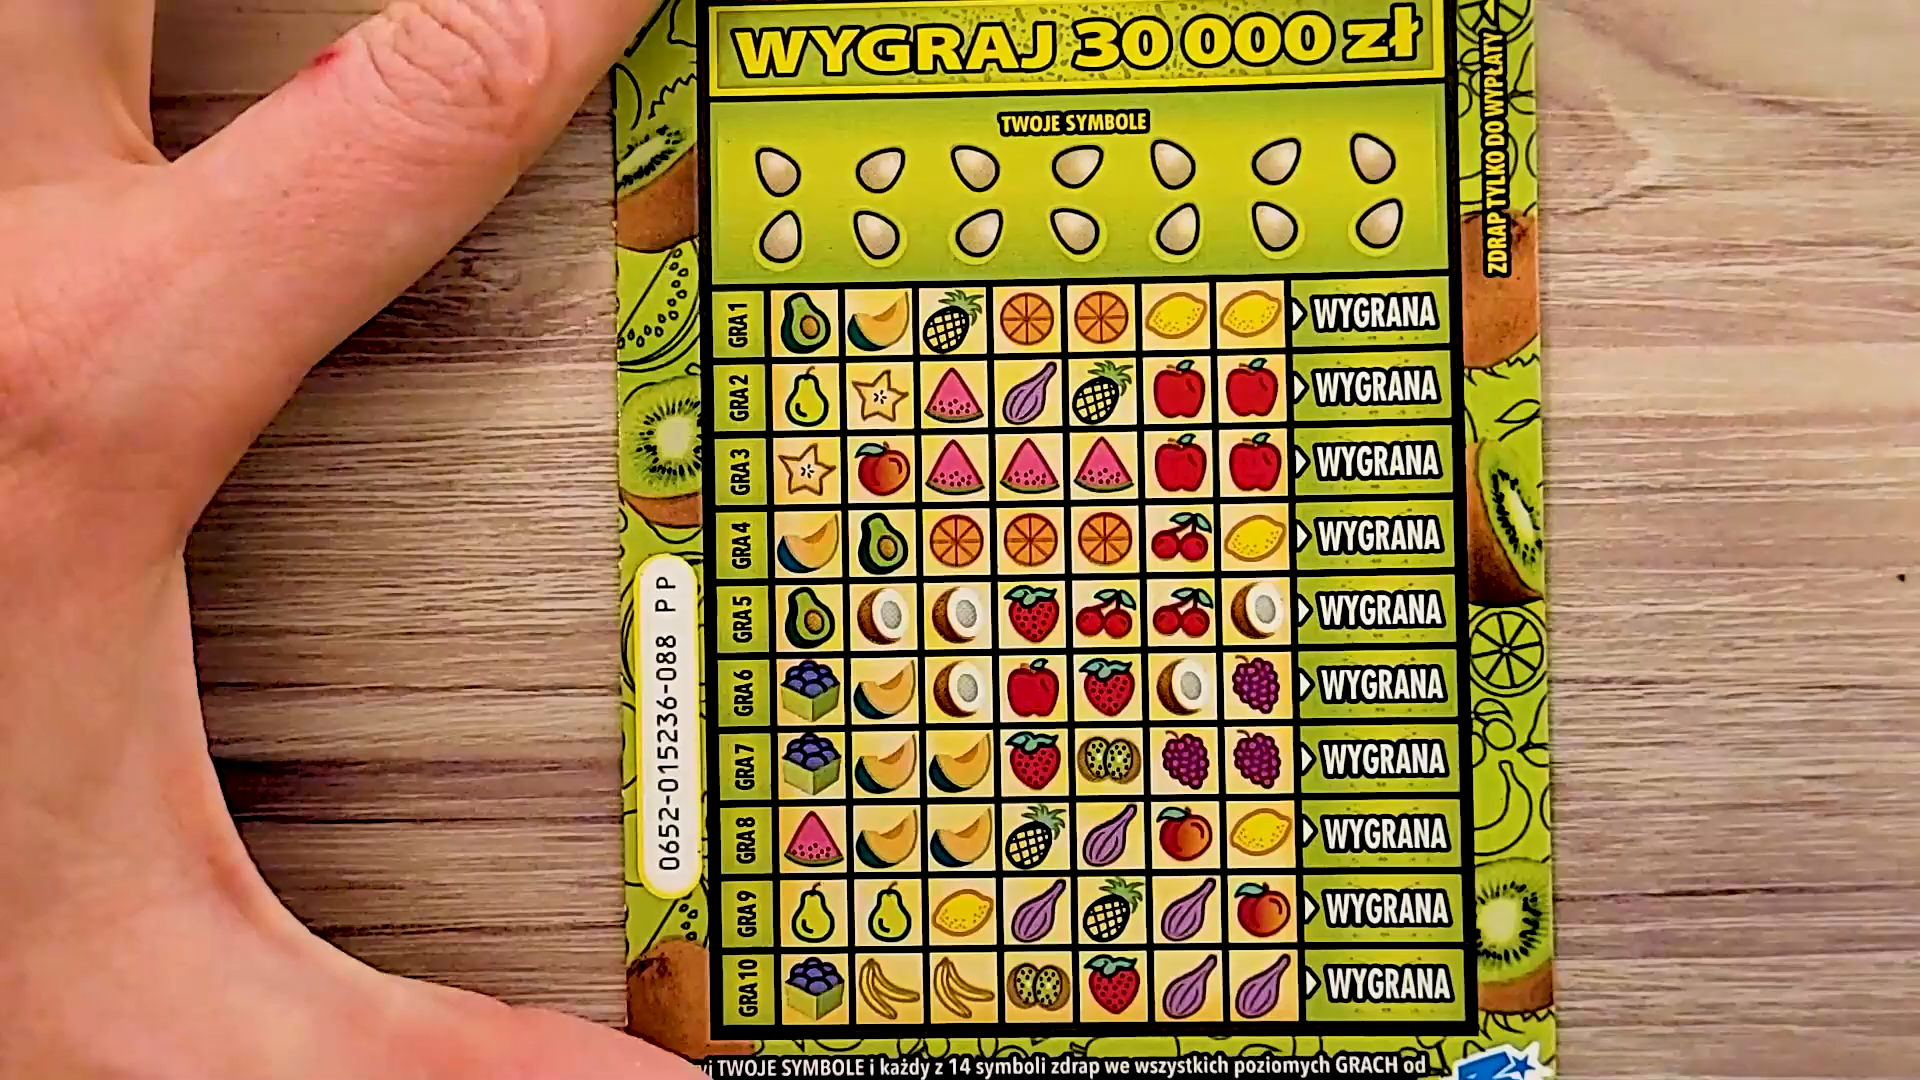 WYGRAJ 30 000 zł
ZDRAP TYLKO DO WYPŁATY
TWOJE SYMBOLE
GRA 1 WYGRANA
GRA 2 WYGRANA
GRA 3 WYGRANA
GRA 4 WYGRANA
GRA 5 WYGRANA
GRA 6 WYGRANA
GRA 7 WYGRANA
GRA 8 WYGRANA
GRA 9 WYGRANA
GRA 10 WYGRANA
0652-015236-088 PP
TWOJE SYMBOLE i każdy z 14 symboli zdrap we wszystkich poziomych GRACH od